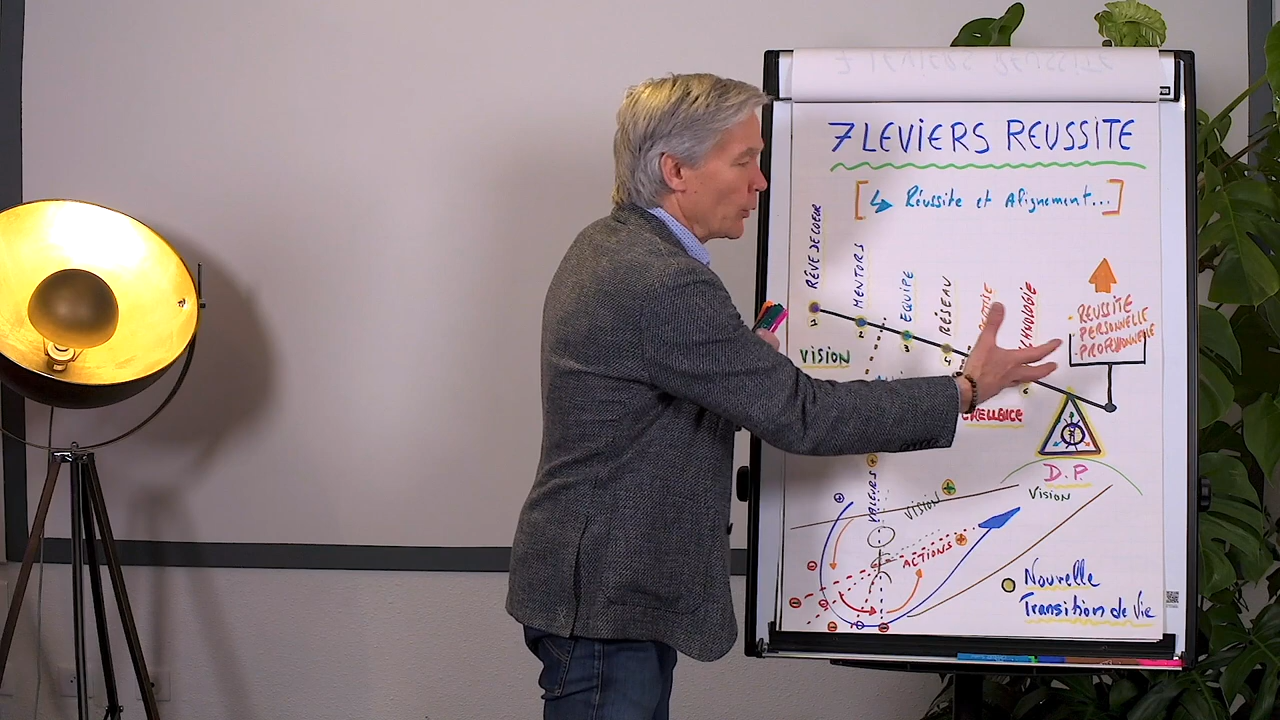 7 LEVIERS REUSSITE
[↳ Réussite et Alignement...]
RÊVE DE COEUR
MENTORS
EQUIPE
RÉSEAU
REUSSITE
PERSONNELLE
PROFESSIONNELLE
VISION
D.P.
VISION
VALEURS
VISION
ACTIONS
Nouvelle
Transition de Vie